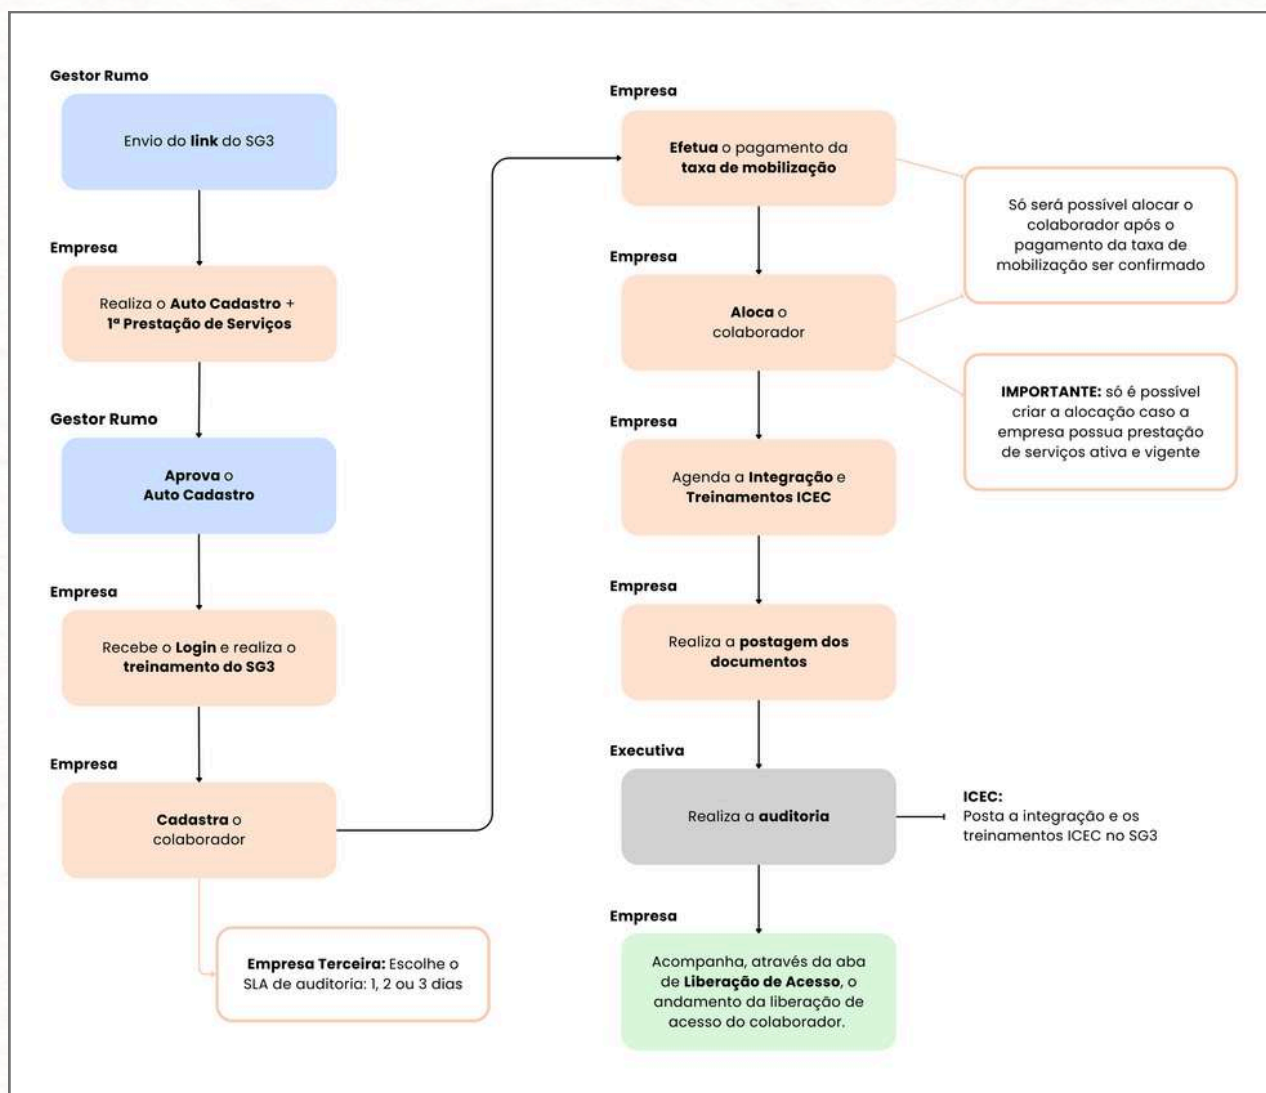 Gestor Rumo
Envio do link do SG3
Empresa
Realiza o Auto Cadastro +
1ª Prestação de Serviços
Gestor Rumo
Aprova o
Auto Cadastro
Empresa
Recebe o Login e realiza o
treinamento do SG3
Empresa
Cadastra o
colaborador
Empresa Terceira: Escolhe o
SLA de auditoria: 1, 2 ou 3 dias
Empresa
Efetua o pagamento da
taxa de mobilização
Só será possível alocar o
colaborador após o
pagamento da taxa de
mobilização ser confirmado
Empresa
Aloca o
colaborador
IMPORTANTE: só é possível
criar a alocação caso a
empresa possua prestação
de serviços ativa e vigente
Empresa
Agenda a Integração e
Treinamentos ICEC
Empresa
Realiza a postagem dos
documentos
Executiva
Realiza a auditoria
ICEC:
Posta a integração e os
treinamentos ICEC no SG3
Empresa
Acompanha, através da aba
de Liberação de Acesso, o
andamento da liberação de
acesso do colaborador.